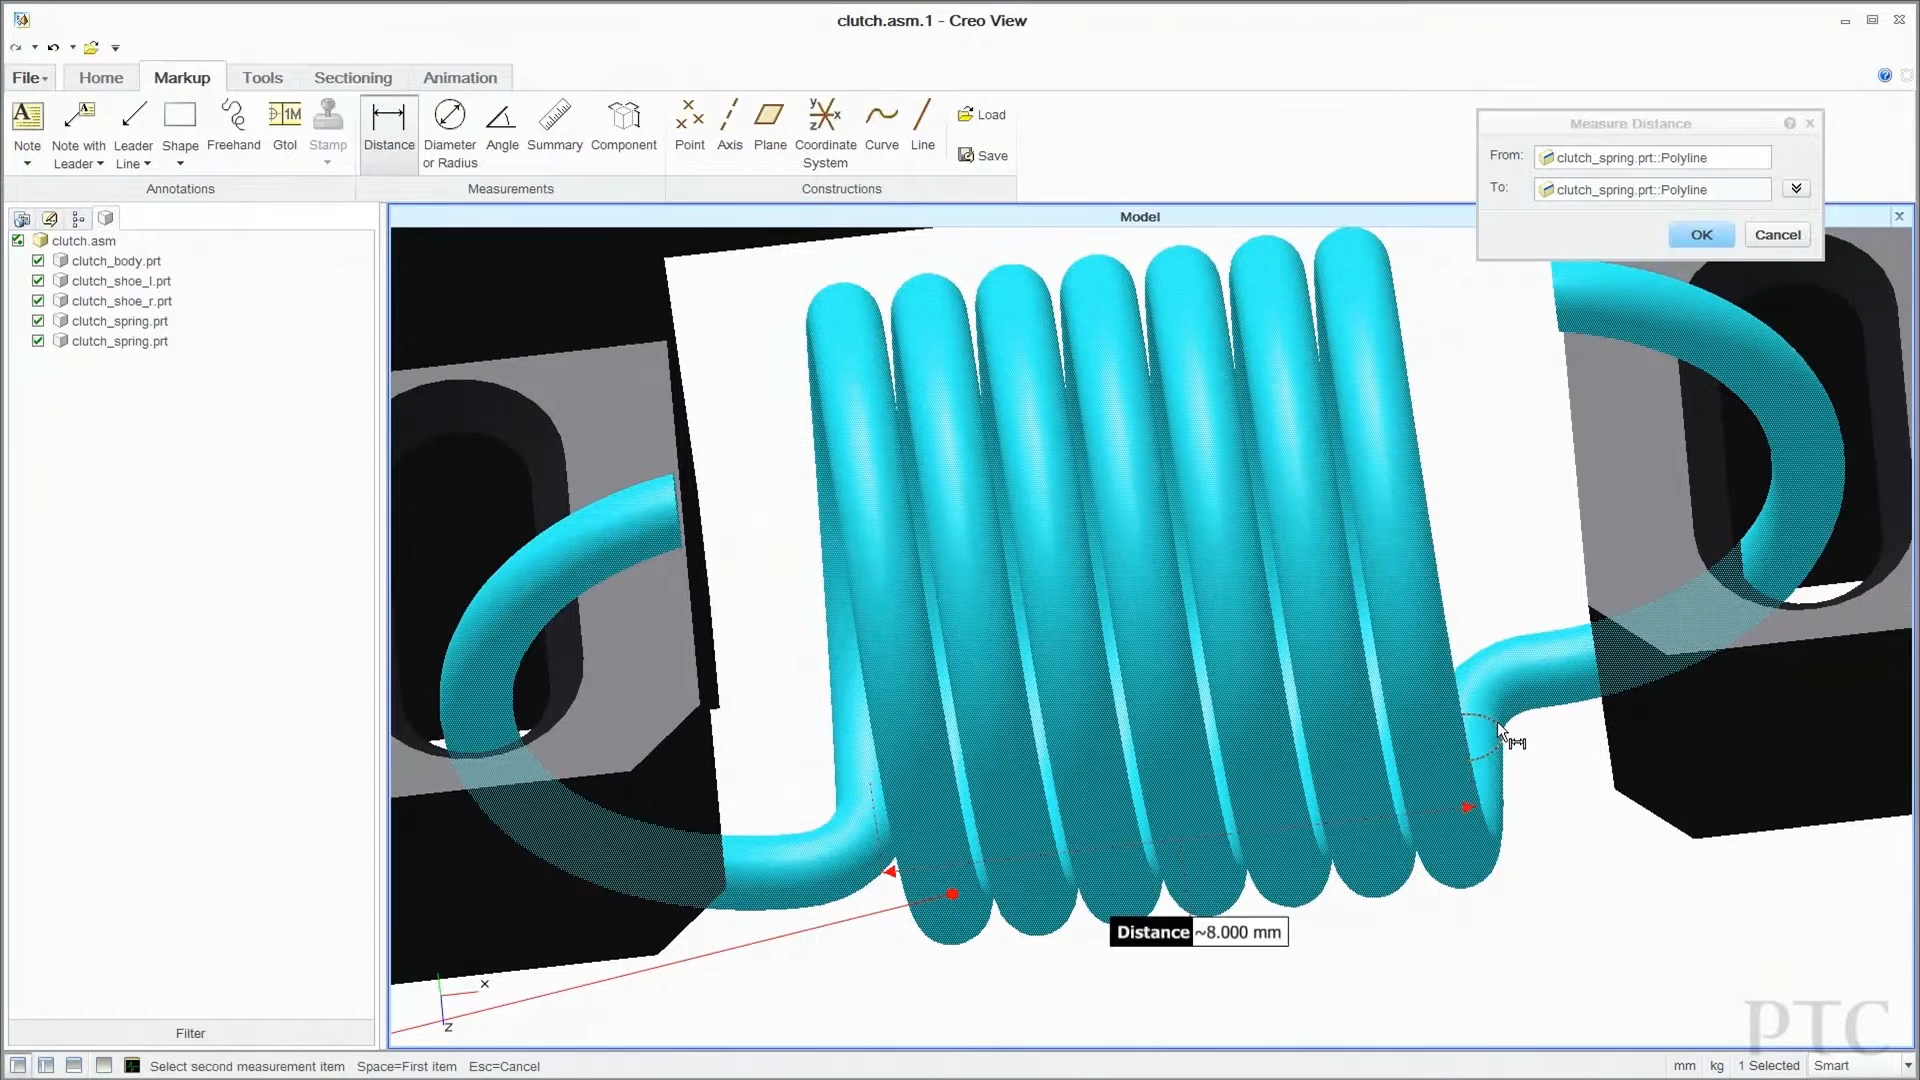 clutch.asm.1 - Creo View
File Home Markup Tools Sectioning Animation
Note Note with Leader Leader Line Shape Freehand Gtol Stamp
Annotations
Distance Diameter or Radius Angle Summary Component
Measurements
Point Axis Plane Coordinate System Curve Line Load
Save
Constructions
Measure Distance
From: clutch_spring.prt::Polyline
To: clutch_spring.prt::Polyline
OK Cancel
Model
clutch.asm
clutch_body.prt
clutch_shoe_l.prt
clutch_shoe_r.prt
clutch_spring.prt
clutch_spring.prt
Distance ~8.000 mm
X
Z
PTC
Filter
Select second measurement item Space=First item Esc=Cancel
mm kg 1 Selected Smart